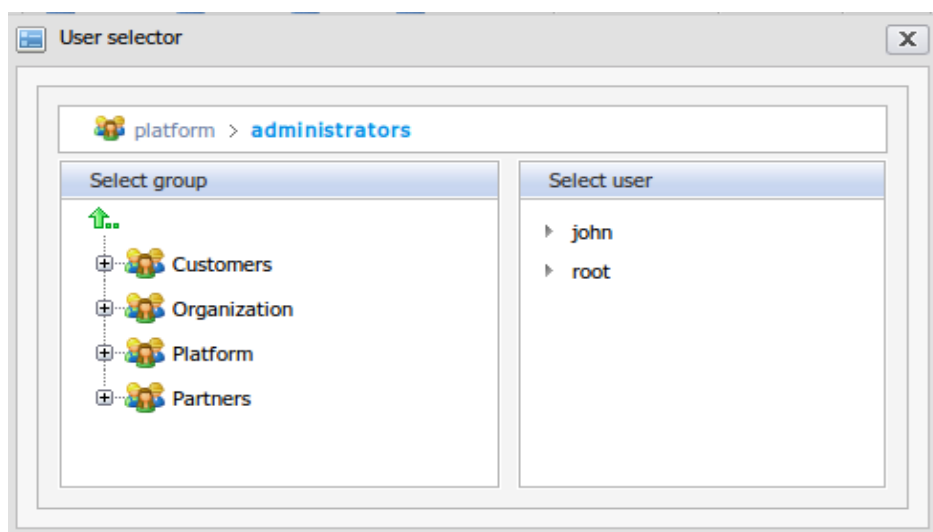 User selector
X
platform > administrators
Select group
..
Customers
Organization
Platform
Partners
Select user
john
root